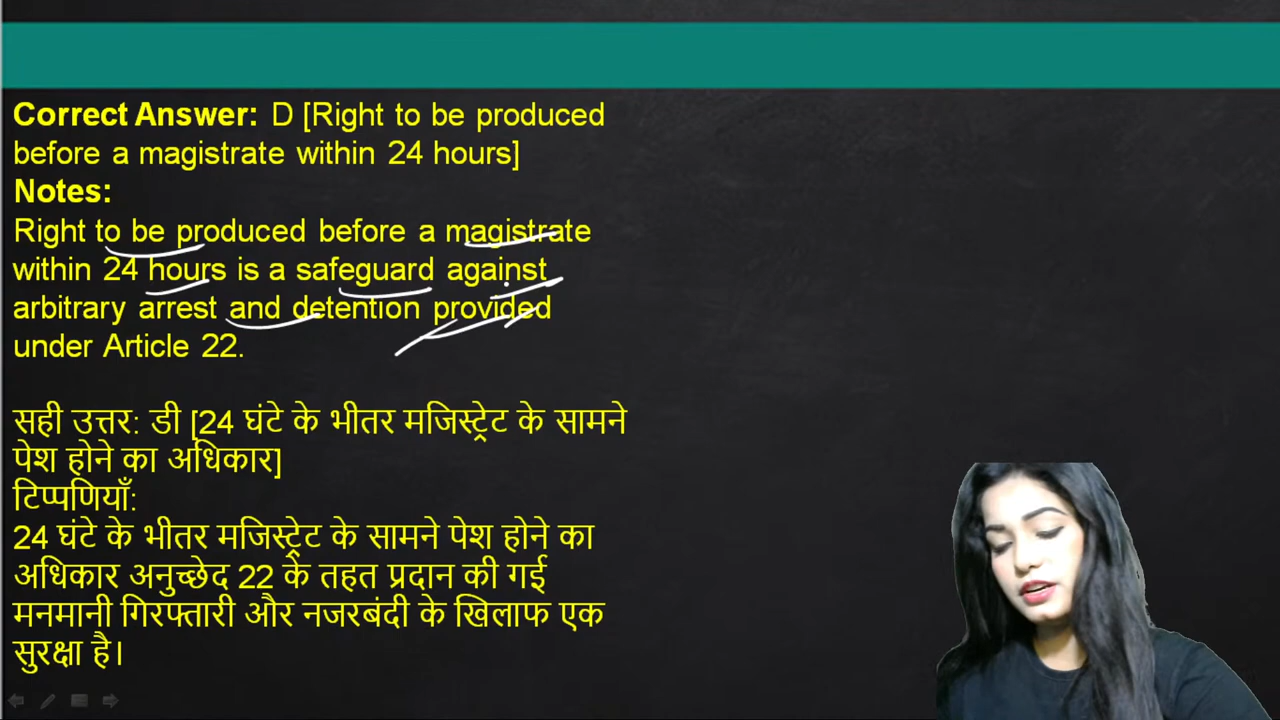 Correct Answer: D [Right to be produced
before a magistrate within 24 hours]
Notes:
Right to be produced before a magistrate
within 24 hours is a safeguard against
arbitrary arrest and detention provided
under Article 22.
सही उत्तर: डी [24 घंटे के भीतर मजिस्ट्रेट के सामने
पेश होने का अधिकार]
टिप्पणियाँ:
24 घंटे के भीतर मजिस्ट्रेट के सामने पेश होने का
अधिकार अनुच्छेद 22 के तहत प्रदान की गई
मनमानी गिरफ्तारी और नजरबंदी के खिलाफ एक
सुरक्षा है।